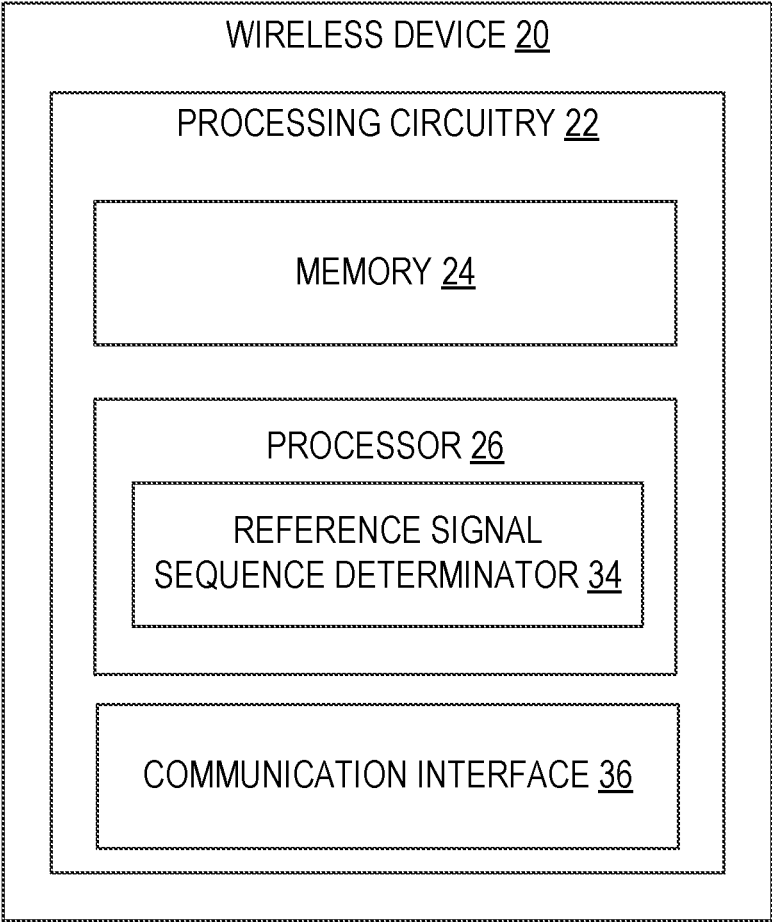 WIRELESS DEVICE 20
PROCESSING CIRCUITRY 22
MEMORY 24
PROCESSOR 26
REFERENCE SIGNAL
SEQUENCE DETERMINATOR 34
COMMUNICATION INTERFACE 36